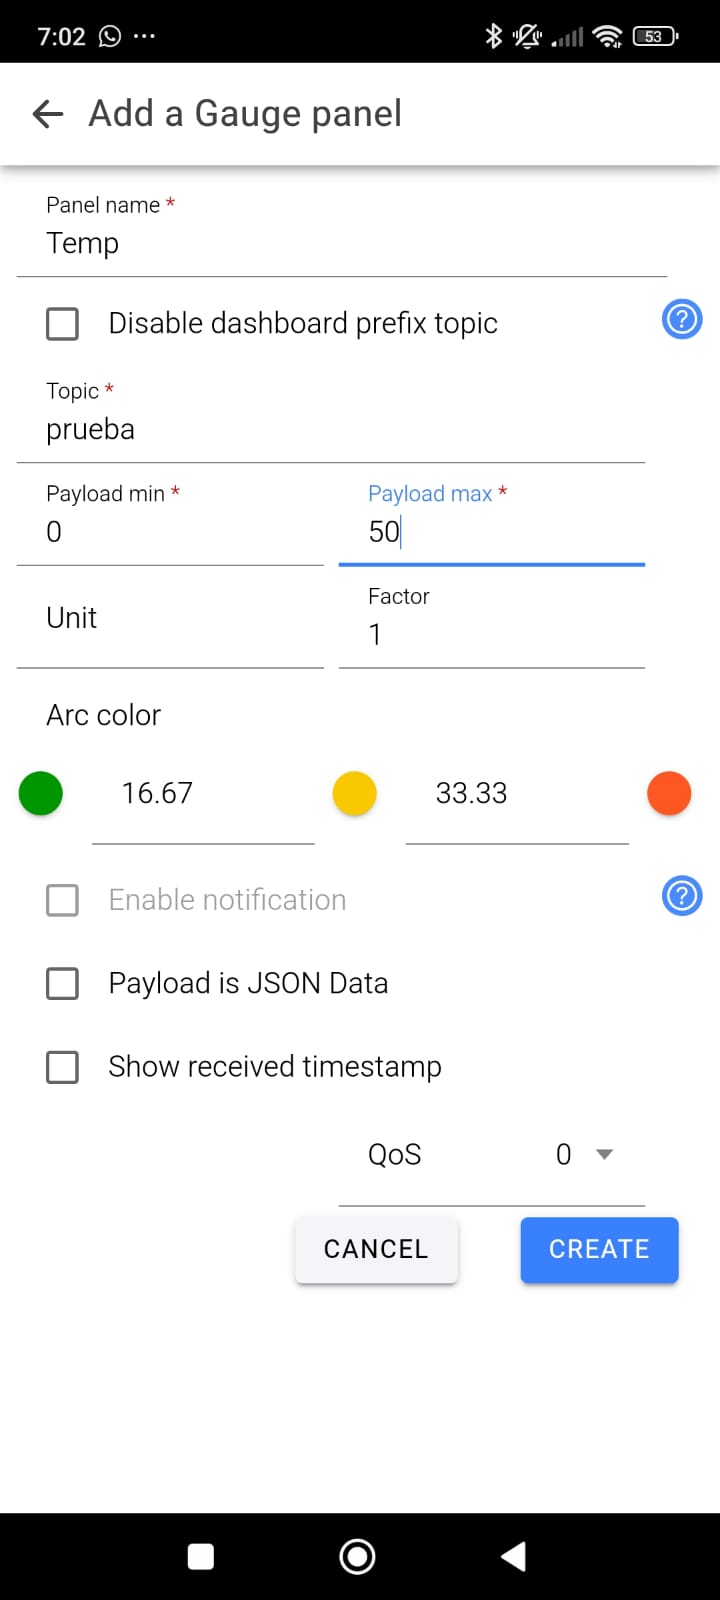 7:02 ... 53
Add a Gauge panel
Panel name *
Temp
Disable dashboard prefix topic ?
Topic *
prueba
Payload min * Payload max *
0 50
Unit Factor
1
Arc color
16.67 33.33
Enable notification ?
Payload is JSON Data
Show received timestamp
QoS 0
CANCEL CREATE